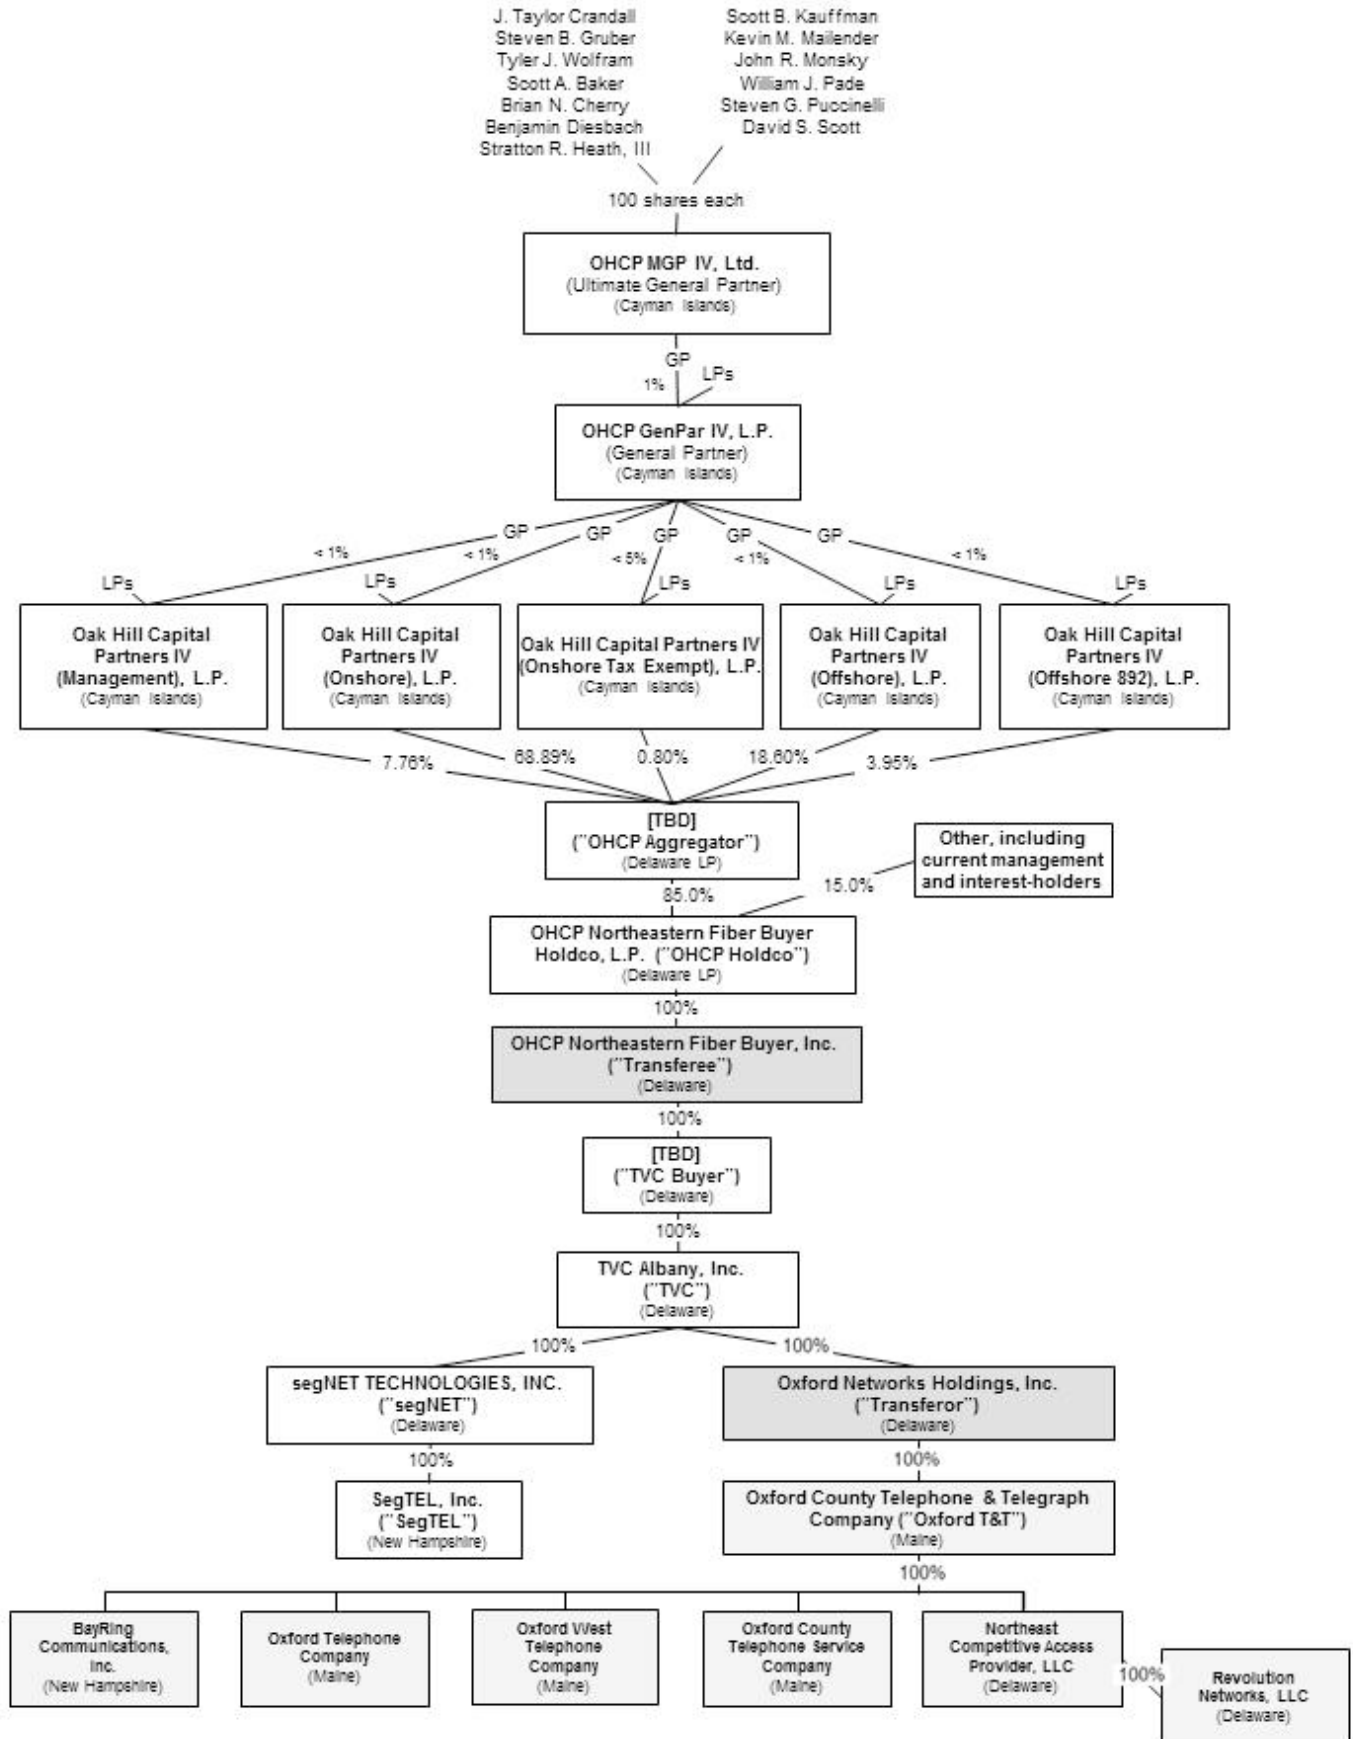 J. Taylor Crandall
Steven B. Gruber
Tyler J. Wolfram
Scott A. Baker
Brian N. Cherry
Benjamin Diesbach
Stratton R. Heath, III
Scott B. Kauffman
Kevin M. Mailender
John R. Monsky
William J. Pade
Steven G. Puccinelli
David S. Scott
100 shares each
OHCP MGP IV, Ltd.
(Ultimate General Partner)
(Cayman Islands)
GP
1%
LPs
OHCP GenPar IV, L.P.
(General Partner)
(Cayman Islands)
GP
GP
GP
GP
GP
< 1%
< 1%
< 5%
< 1%
< 1%
LPs
LPs
LPs
LPs
LPs
Oak Hill Capital
Partners IV
(Management), L.P.
(Cayman Islands)
Oak Hill Capital
Partners IV
(Onshore), L.P.
(Cayman Islands)
Oak Hill Capital Partners IV
(Onshore Tax Exempt), L.P.
(Cayman Islands)
Oak Hill Capital
Partners IV
(Offshore), L.P.
(Cayman Islands)
Oak Hill Capital
Partners IV
(Offshore 892), L.P.
(Cayman Islands)
7.76%
68.89%
0.80%
18.60%
3.95%
[TBD]
("OHCP Aggregator")
(Delaware LP)
Other, including
current management
and interest-holders
85.0%
15.0%
OHCP Northeastern Fiber Buyer
Holdco, L.P. ("OHCP Holdco")
(Delaware LP)
100%
OHCP Northeastern Fiber Buyer, Inc.
("Transferee")
(Delaware)
100%
[TBD]
("TVC Buyer")
(Delaware)
100%
TVC Albany, Inc.
("TVC")
(Delaware)
100%
100%
segNET TECHNOLOGIES, INC.
("segNET")
(Delaware)
Oxford Networks Holdings, Inc.
("Transferor")
(Delaware)
100%
100%
SegTEL, Inc.
("SegTEL")
(New Hampshire)
Oxford County Telephone & Telegraph
Company ("Oxford T&T")
(Maine)
100%
BayRing
Communications,
Inc.
(New Hampshire)
Oxford Telephone
Company
(Maine)
Oxford West
Telephone
Company
(Maine)
Oxford County
Telephone Service
Company
(Maine)
Northeast
Competitive Access
Provider, LLC
(Delaware)
100%
Revolution
Networks, LLC
(Delaware)